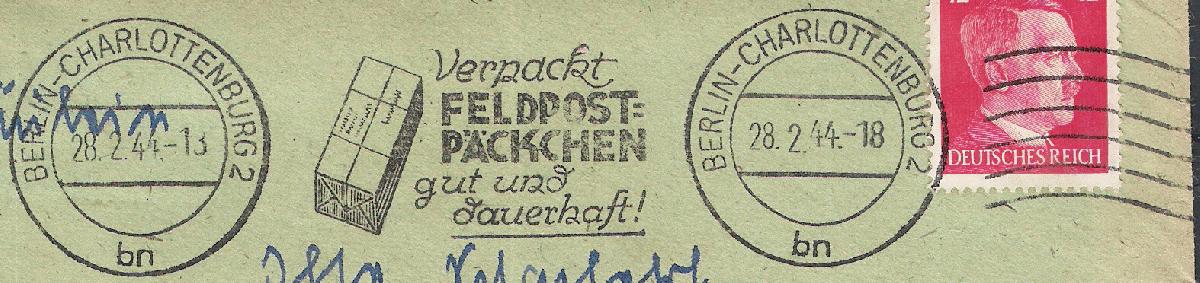 BERLIN-CHARLOTTENBURG 2
28.2.44.-13
bn
Verpackt
FELDPOST=
PÄCKCHEN
gut und
dauerhaft!
BERLIN-CHARLOTTENBURG 2
28.2.44.-18
bn
DEUTSCHES REICH